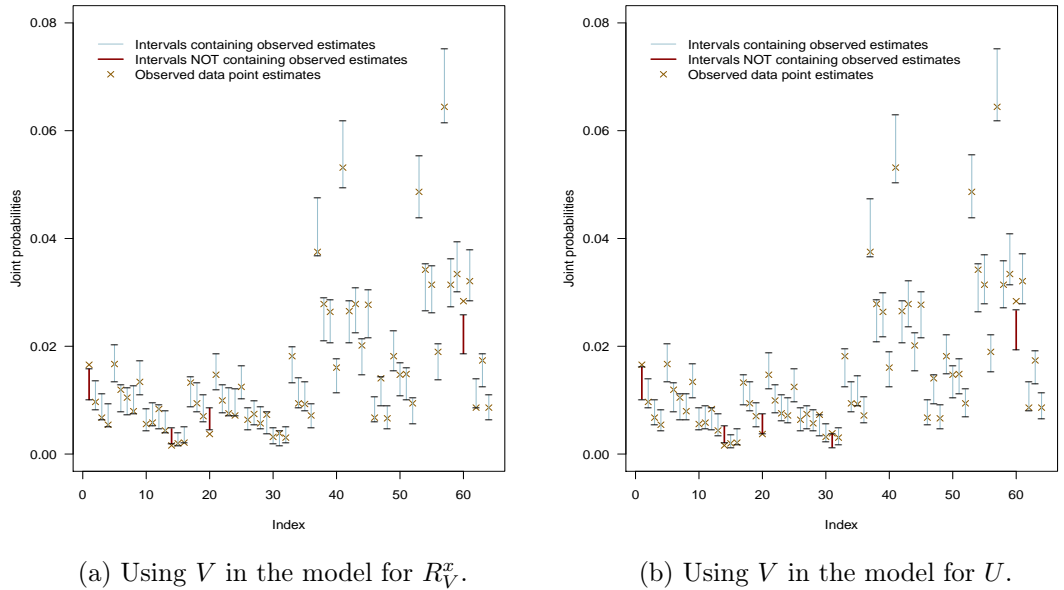 0.08
0.06
0.04
0.02
0.00
Joint probabilities
Intervals containing observed estimates
Intervals NOT containing observed estimates
Observed data point estimates
0 10 20 30 40 50 60
Index
(a) Using V in the model for R_V^x.
0.08
0.06
0.04
0.02
0.00
Joint probabilities
Intervals containing observed estimates
Intervals NOT containing observed estimates
Observed data point estimates
0 10 20 30 40 50 60
Index
(b) Using V in the model for U.